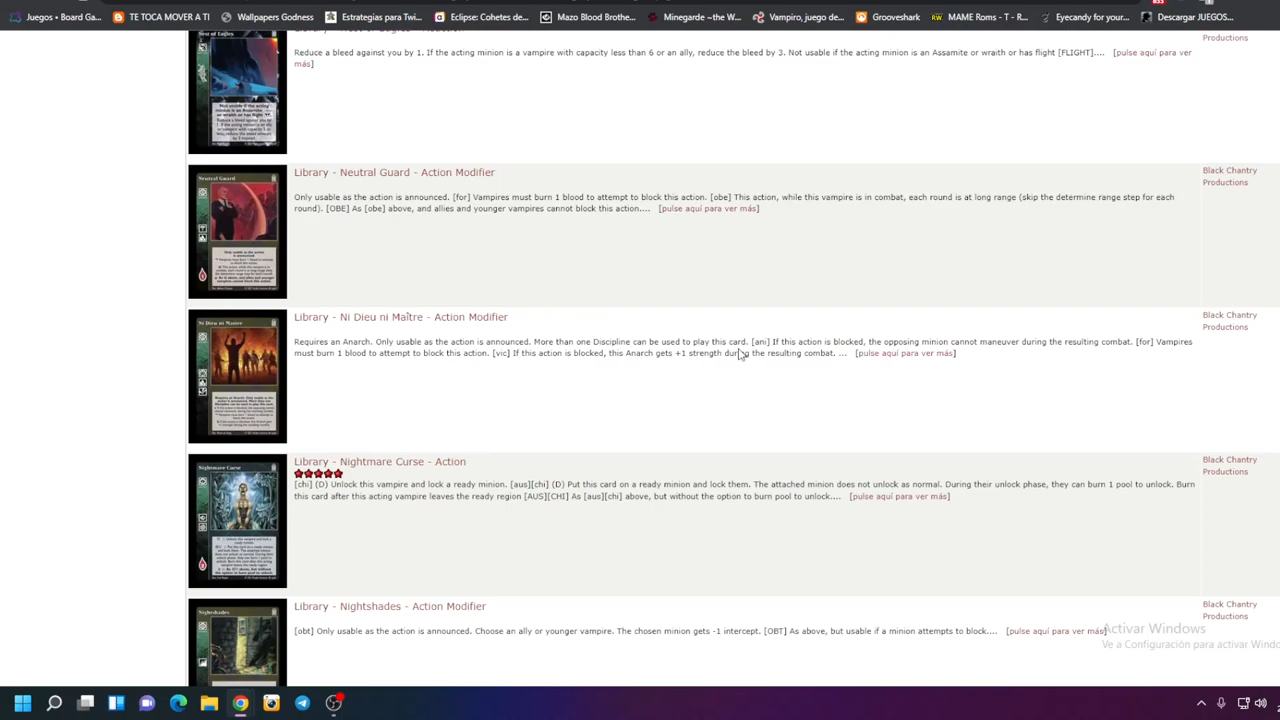 Wallpapers Godess -
TE TOCO MOVER A TI
Estrategikas Twi...
Eclipse: Cohetes de...
Mazo Blood Brothe...
Minegarde - the W...
Vampiro, juego de...
Grooveshark
MAME Roms - T - R...
Eyecandy for your...
Descargar JUEGOS...
Nest of Eagles
Reduce a bleed against you by 1. If the acting minion is a vampire with capacity less than 6 or an ally, reduce the bleed by 3. Not usable if the acting minion is an Assamite or wraith or has flight [FLIGHT].... [pulse aquí para ver
más]
Productions
Library - Neutral Guard - Action Modifier
Neutral Guard
Only usable as the action is announced. [for] Vampires must burn 1 blood to attempt to block this action. [obe] This action, while this vampire is in combat, each round is at long range (skip the determine range step for each
round). [OBE] As [obe] above, and allies and younger vampires cannot block this action.... [pulse aquí para ver más]
Black Chantry
Productions
Library - Ni Dieu ni Maître - Action Modifier
Ni Dieu ni Maître
Requires an Anarch. Only usable as the action is announced. More than one Discipline can be used to play this card. [ani] If this action is blocked, the opposing minion cannot maneuver during the resulting combat. [for] Vampires
must burn 1 blood to attempt to block this action. [vic] If this action is blocked, this Anarch gets +1 strength during the resulting combat. ... [pulse aquí para ver más]
Black Chantry
Productions
Library - Nightmare Curse - Action
Nightmare Curse
[chi] (D) Unlock this vampire and lock a ready minion. [aus][chi] (D) Put this card on a ready minion and lock them. The attached minion does not unlock as normal. During their unlock phase, they can burn 1 pool to unlock. Burn
this card after this acting vampire leaves the ready region [AUS][CHI] As [aus][chi] above, but without the option to burn pool to unlock.... [pulse aquí para ver más]
Black Chantry
Productions
Library - Nightshades - Action Modifier
Nightshades
[obt] Only usable as the action is announced. Choose an ally or younger vampire. The chosen minion gets -1 intercept. [OBT] As above, but usable if a minion attempts to block.... [pulse aquí para ver más]
Black Chantry
Productions
Activar Windows
Ve a Configuración para activar Windo